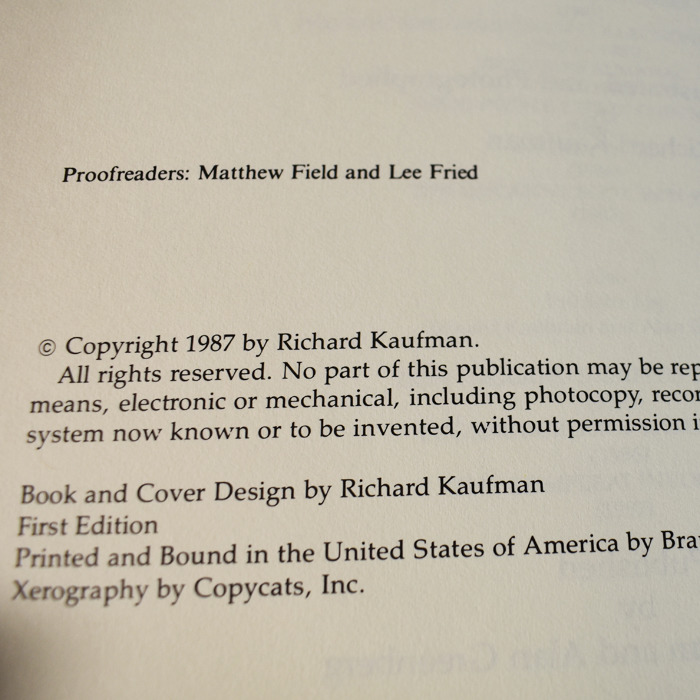 Proofreaders: Matthew Field and Lee Fried
© Copyright 1987 by Richard Kaufman.
All rights reserved. No part of this publication may be rep
means, electronic or mechanical, including photocopy, recor
system now known or to be invented, without permission i
Book and Cover Design by Richard Kaufman
First Edition
Printed and Bound in the United States of America by Bra
Xerography by Copycats, Inc.